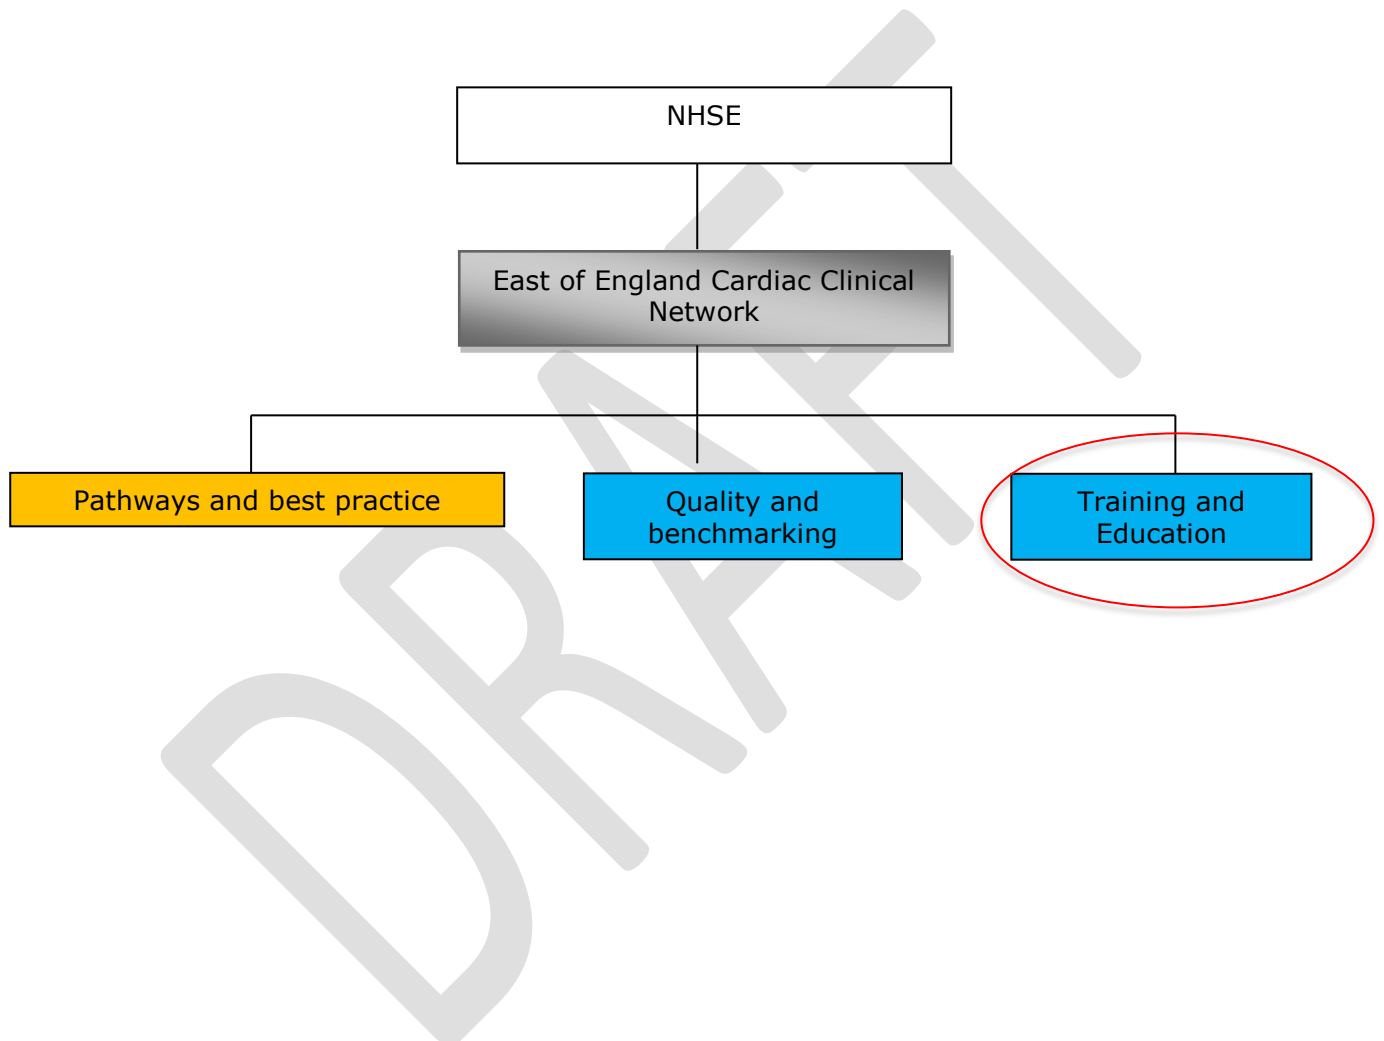 NHSE
East of England Cardiac Clinical
Network
Pathways and best practice
Quality and
benchmarking
Training and
Education
DRAFT